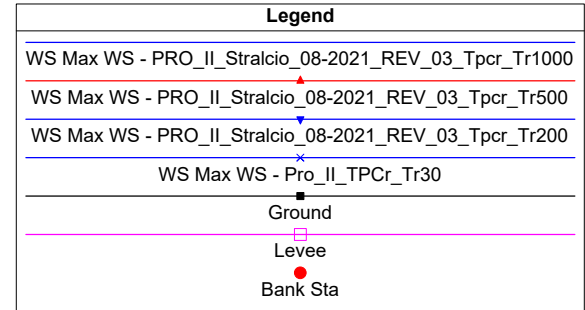 Legend
WS Max WS - PRO_II_Stralcio_08-2021_REV_03_Tpcr_Tr1000
WS Max WS - PRO_II_Stralcio_08-2021_REV_03_Tpcr_Tr500
WS Max WS - PRO_II_Stralcio_08-2021_REV_03_Tpcr_Tr200
WS Max WS - Pro_II_TPCr_Tr30
Ground
Levee
Bank Sta